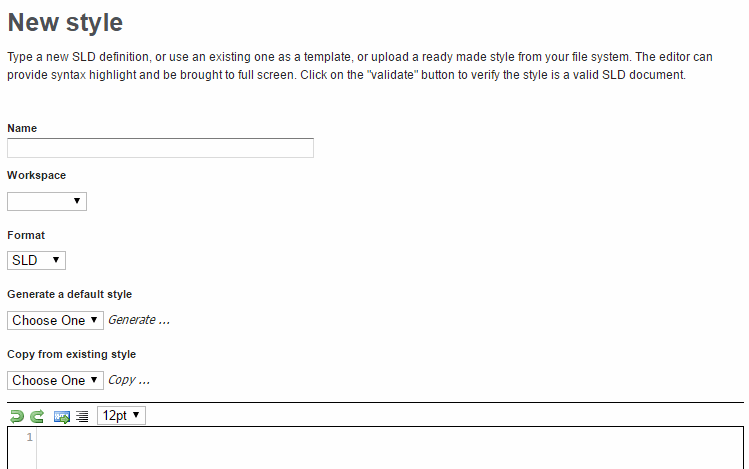 New style
Type a new SLD definition, or use an existing one as a template, or upload a ready made style from your file system. The editor can
provide syntax highlight and be brought to full screen. Click on the "validate" button to verify the style is a valid SLD document.
Name
Workspace
Format
SLD
Generate a default style
Choose One Generate ...
Copy from existing style
Choose One Copy ...
12pt
1